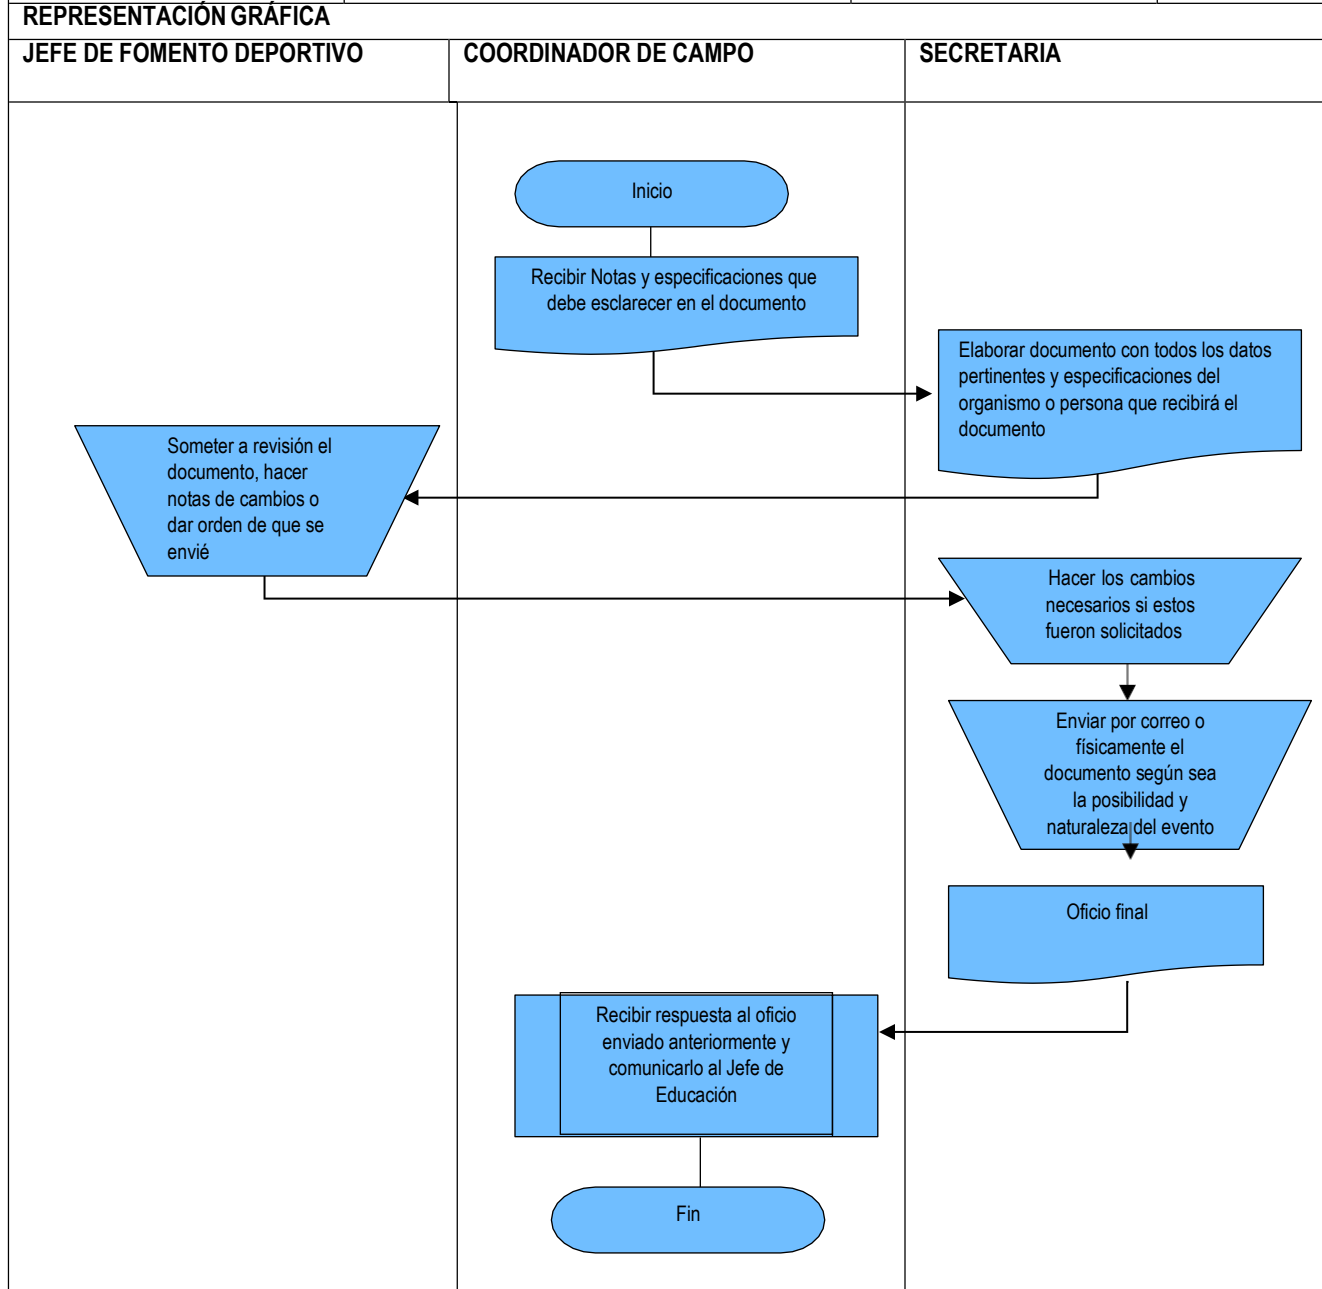 REPRESENTACIÓN GRÁFICA
JEFE DE FOMENTO DEPORTIVO
COORDINADOR DE CAMPO
SECRETARIA
Inicio
Recibir Notas y especificaciones que
debe esclarecer en el documento
Elaborar documento con todos los datos
pertinentes y especificaciones del
organismo o persona que recibirá el
documento
Someter a revisión el
documento, hacer
notas de cambios o
dar orden de que se
envié
Hacer los cambios
necesarios si estos
fueron solicitados
Enviar por correo o
físicamente el
documento según sea
la posibilidad y
naturaleza del evento
Oficio final
Recibir respuesta al oficio
enviado anteriormente y
comunicarlo al Jefe de
Educación
Fin